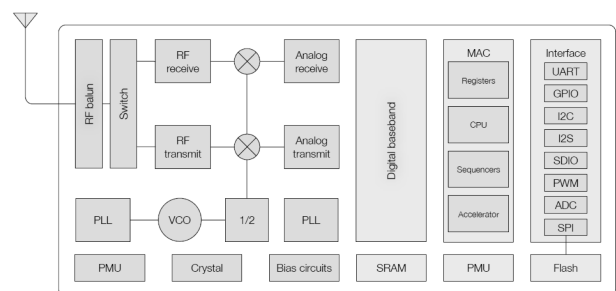 RF balun
Switch
RF
receive
Analog
receive
RF
transmit
Analog
transmit
PLL
VCO
1/2
PLL
PMU
Crystal
Bias circuits
Digital baseband
SRAM
MAC
Registers
CPU
Sequencers
Accelerator
PMU
Interface
UART
GPIO
I2C
I2S
SDIO
PWM
ADC
SPI
Flash